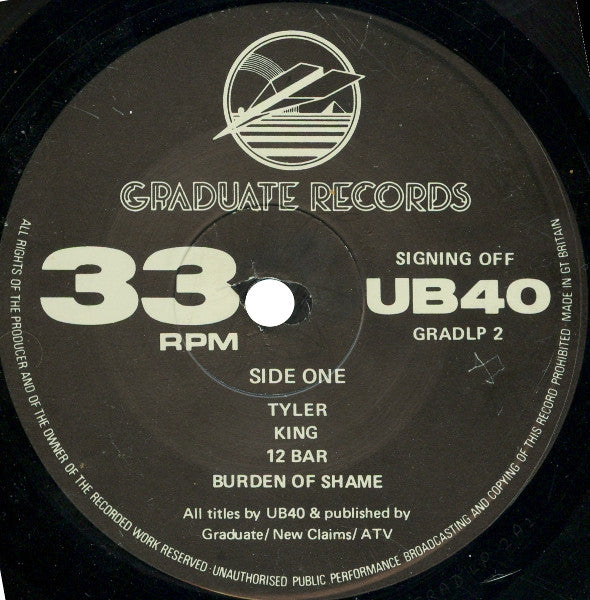 GRADUATE RECORDS
33
RPM
SIGNING OFF
UB40
GRADLP 2
SIDE ONE
TYLER
KING
12 BAR
BURDEN OF SHAME
All titles by UB40 & published by
Graduate/ New Claims/ ATV
ALL RIGHTS OF THE PRODUCER AND OF THE OWNER OF THE RECORDED WORK RESERVED · UNAUTHORISED PUBLIC PERFORMANCE BROADCASTING AND COPYING OF THIS RECORD PROHIBITED · MADE IN GT BRITAIN